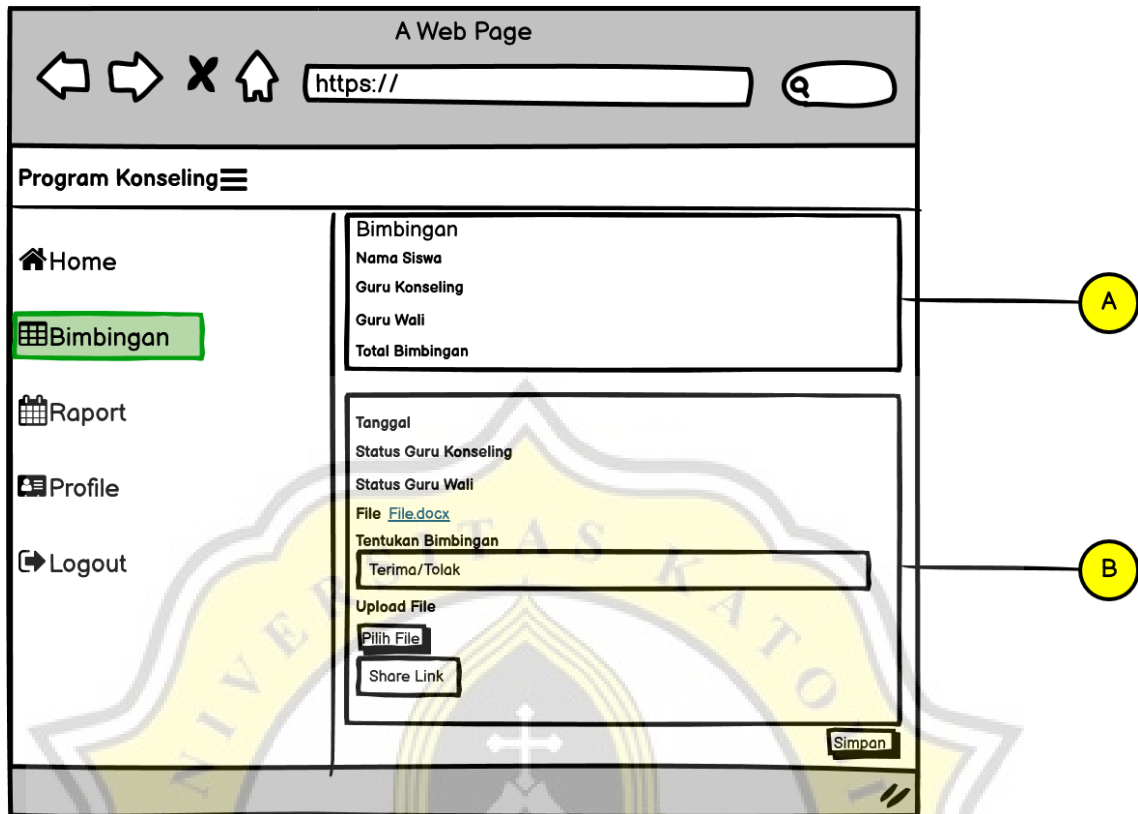 A Web Page
https://
Program Konseling
Home
Bimbingan
Raport
Profile
Logout
Bimbingan
Nama Siswa
Guru Konseling
Guru Wali
Total Bimbingan
A
Tanggal
Status Guru Konseling
Status Guru Wali
File File.docx
Tentukan Bimbingan
Terima/Tolak
Upload File
Pilih File
Share Link
B
Simpan
UNIVERSITAS KATOLI